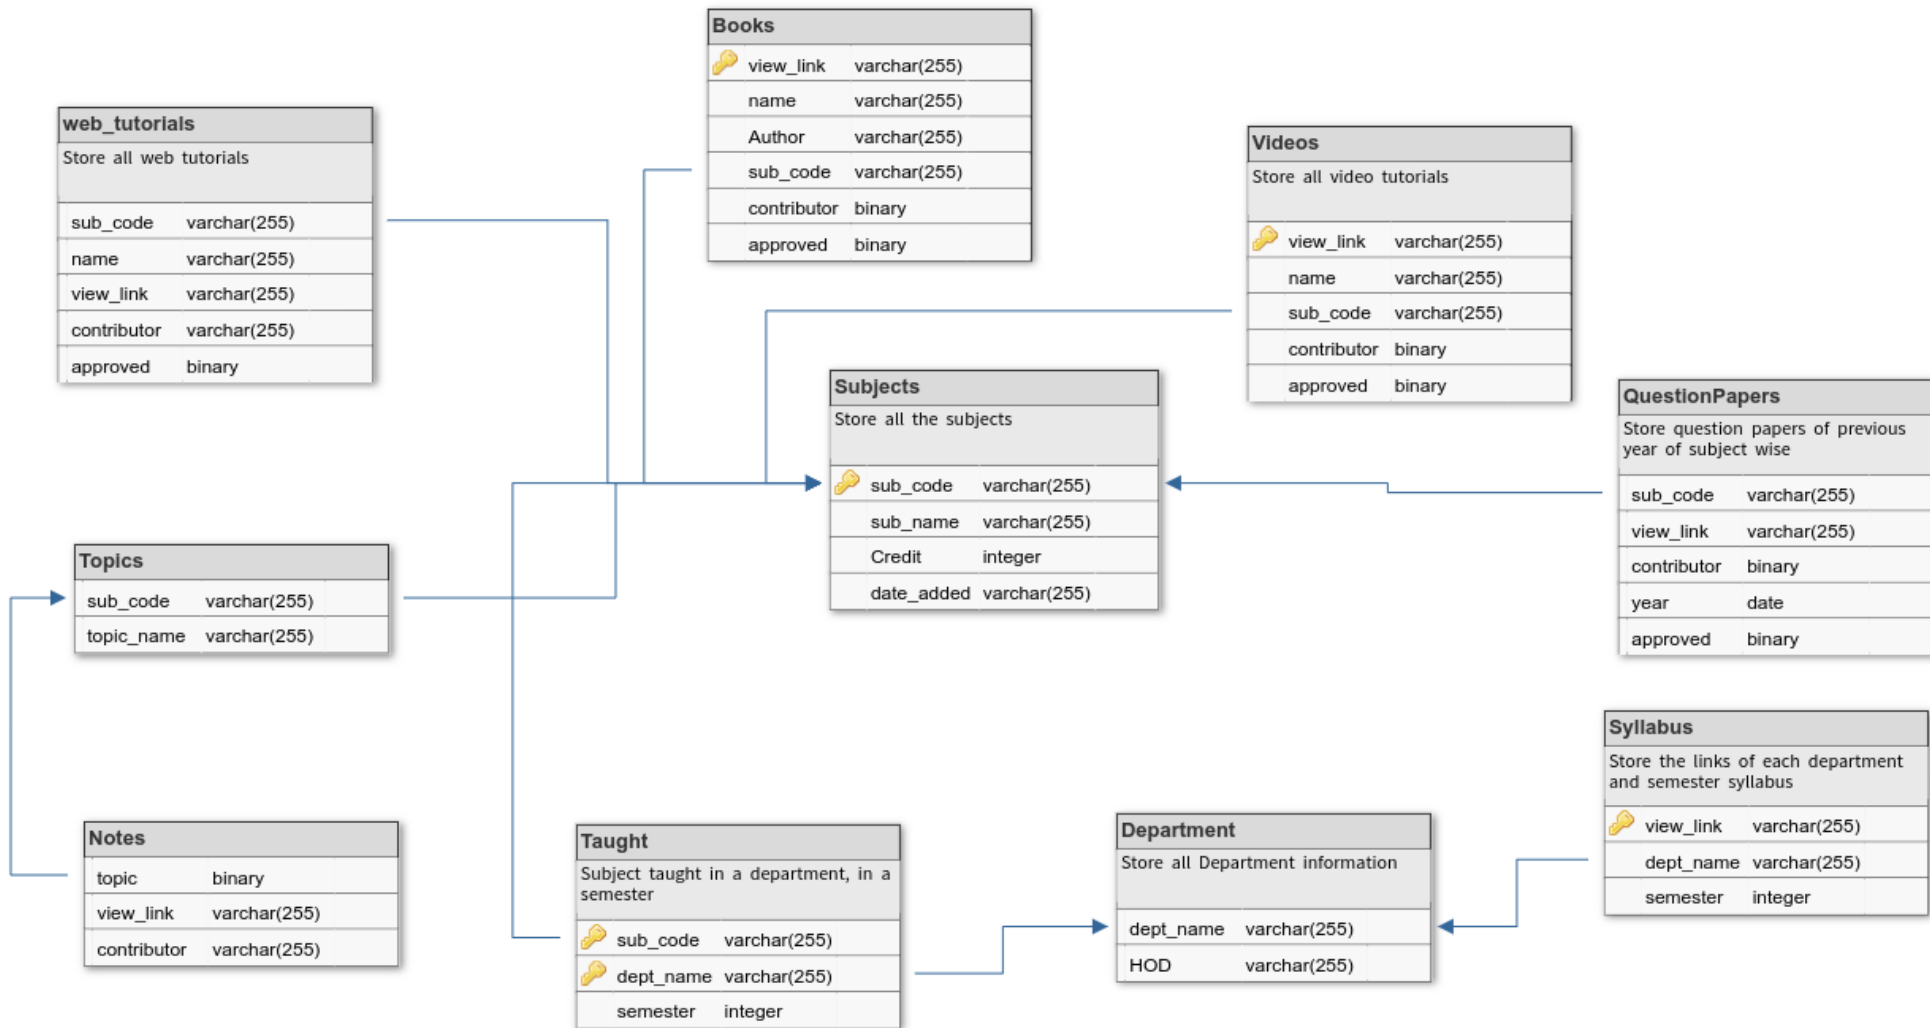 Books
view_link varchar(255)
name varchar(255)
Author varchar(255)
sub_code varchar(255)
contributor binary
approved binary
web_tutorials
Store all web tutorials
sub_code varchar(255)
name varchar(255)
view_link varchar(255)
contributor varchar(255)
approved binary
Videos
Store all video tutorials
view_link varchar(255)
name varchar(255)
sub_code varchar(255)
contributor binary
approved binary
Subjects
Store all the subjects
sub_code varchar(255)
sub_name varchar(255)
Credit integer
date_added varchar(255)
QuestionPapers
Store question papers of previous
year of subject wise
sub_code varchar(255)
view_link varchar(255)
contributor binary
year date
approved binary
Topics
sub_code varchar(255)
topic_name varchar(255)
Notes
topic binary
view_link varchar(255)
contributor varchar(255)
Taught
Subject taught in a department, in a
semester
sub_code varchar(255)
dept_name varchar(255)
semester integer
Department
Store all Department information
dept_name varchar(255)
HOD varchar(255)
Syllabus
Store the links of each department
and semester syllabus
view_link varchar(255)
dept_name varchar(255)
semester integer